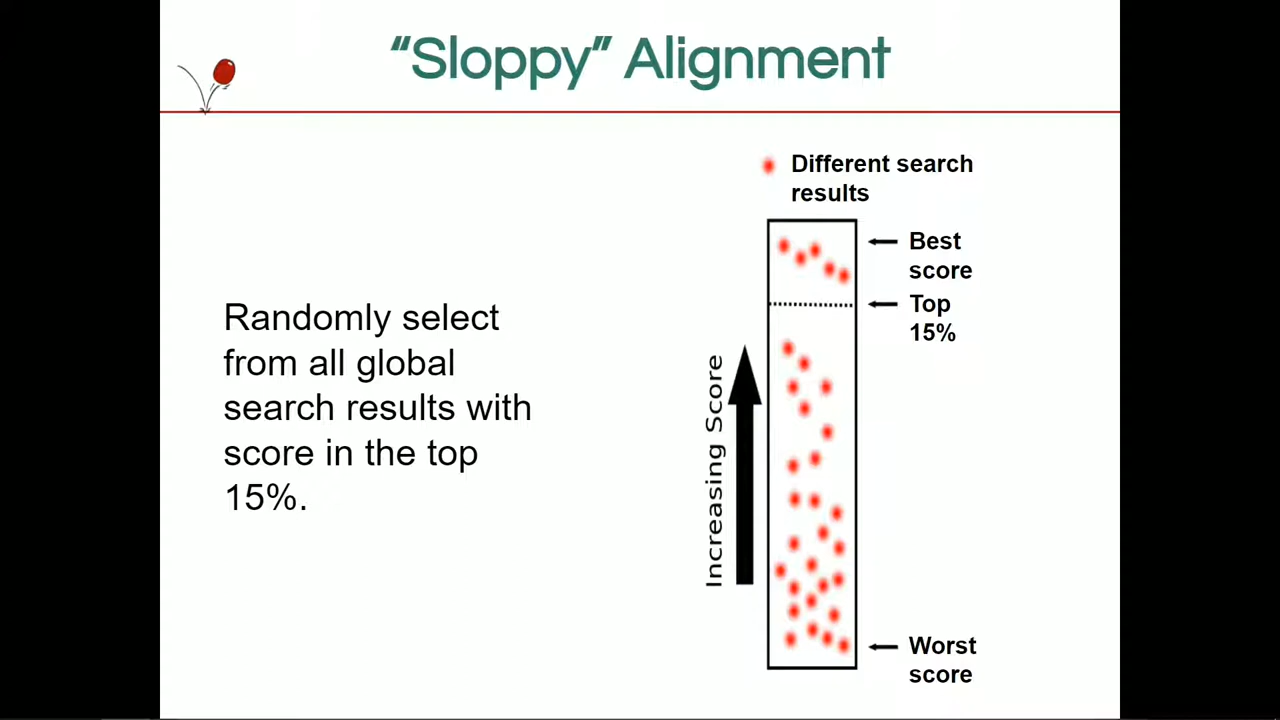 “Sloppy” Alignment
Randomly select
from all global
search results with
score in the top
15%.
Different search
results
Best
score
Top
15%
Increasing Score
Worst
score